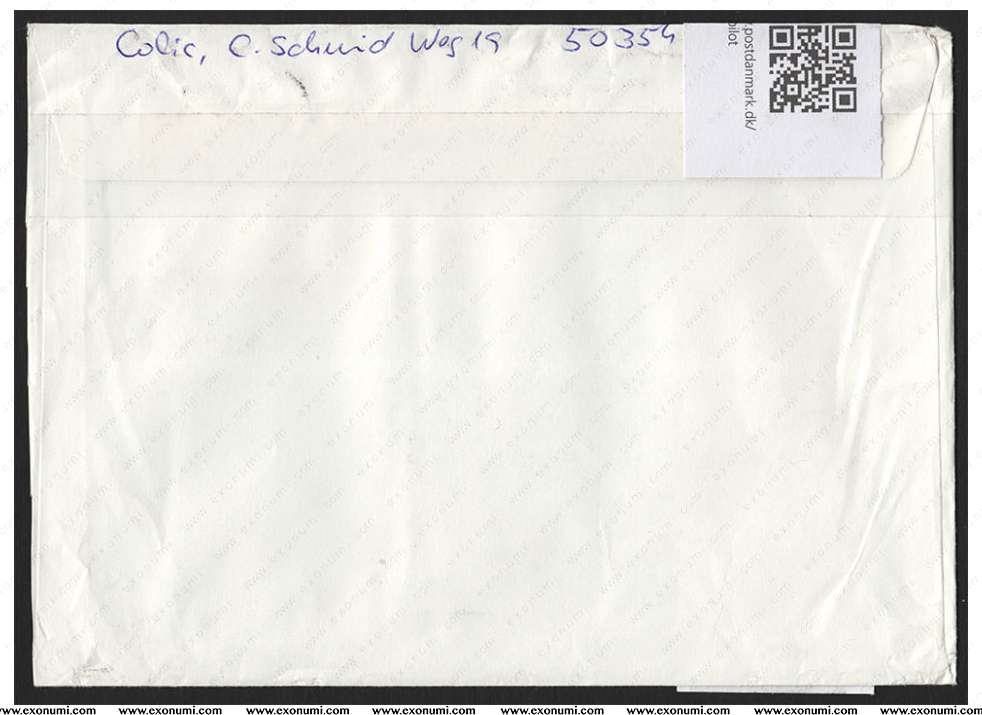 Colic, C. Schmid Weg 19 50354
.postdanmark.dk/
pilot
www.exonumi.com www.exonumi.com www.exonumi.com www.exonumi.com www.exonumi.com www.exonumi.com www.exonumi.com www.exonumi.com